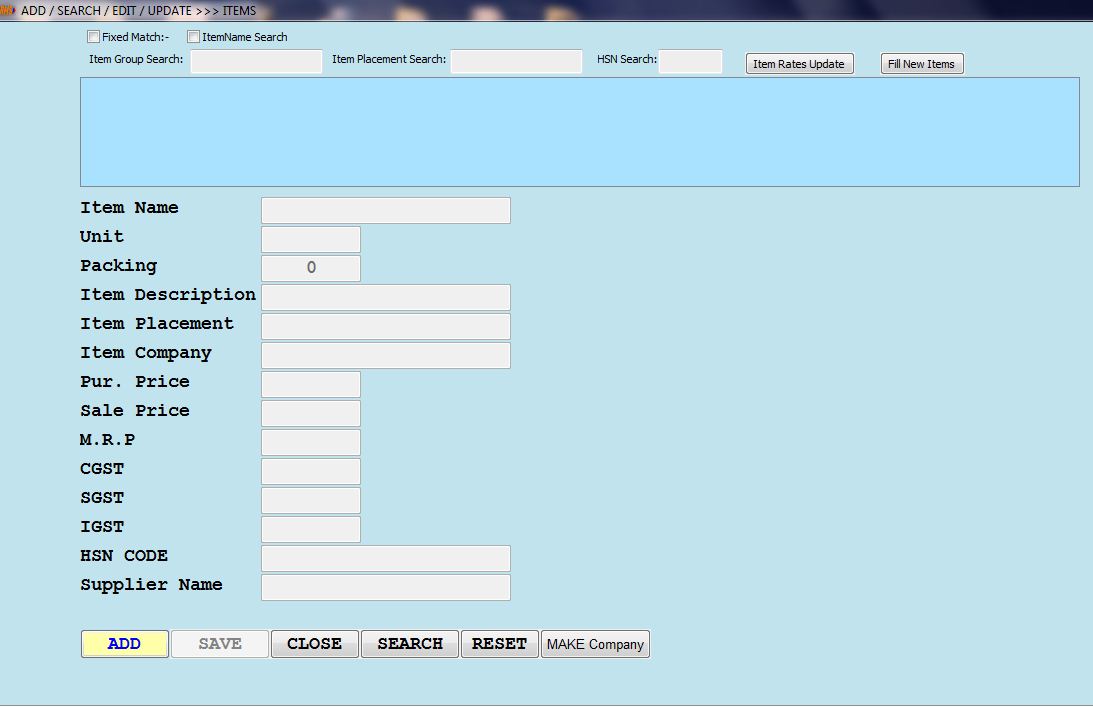 ADD / SEARCH / EDIT / UPDATE >>> ITEMS
Fixed Match:- ItemName Search
Item Group Search: Item Placement Search: HSN Search: Item Rates Update Fill New Items
Item Name
Unit
Packing 0
Item Description
Item Placement
Item Company
Pur. Price
Sale Price
M.R.P
CGST
SGST
IGST
HSN CODE
Supplier Name
ADD SAVE CLOSE SEARCH RESET MAKE Company